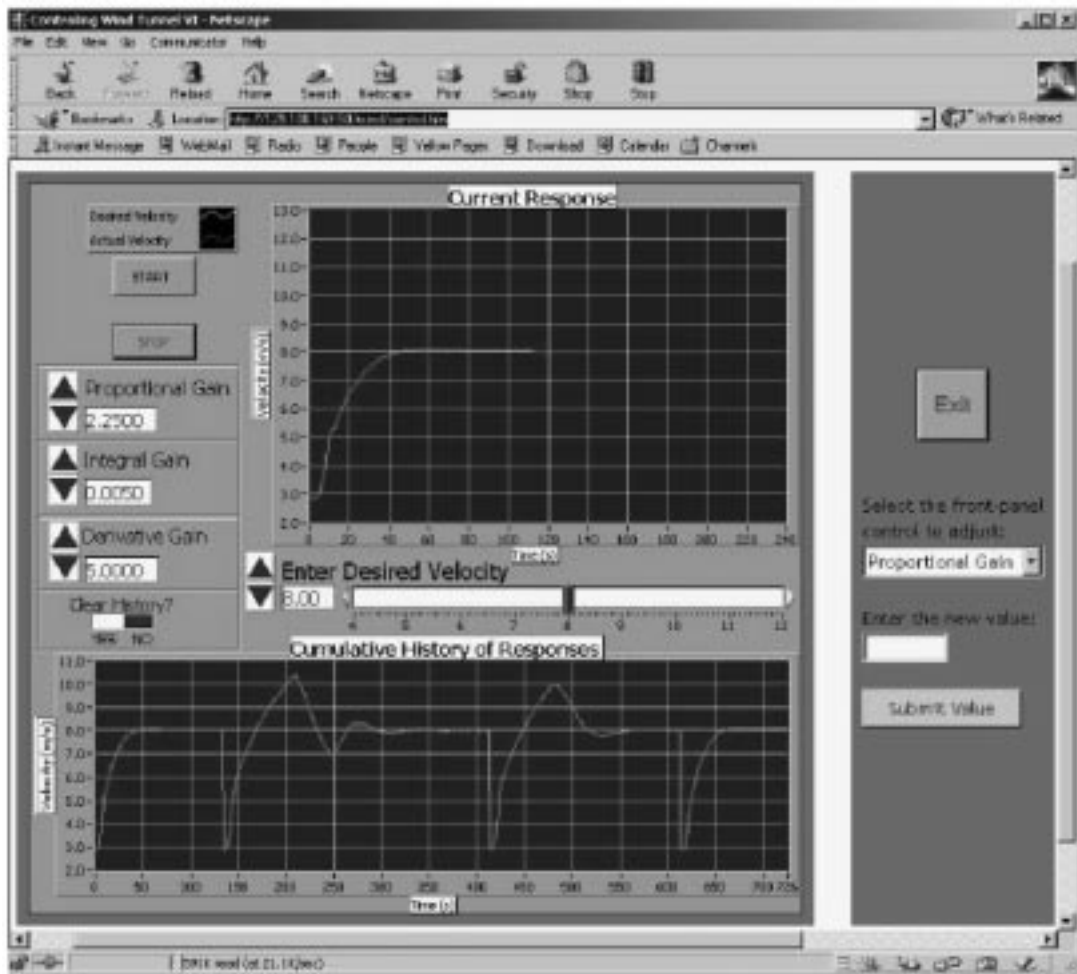 Controlling Wind Tunnel VI - Netscape
File Edit View Go Communicator Help
Back Forward Reload Home Search Netscape Print Security Shop Stop
Bookmarks Location: What's Related
Instant Message WebMail Radio People Yellow Pages Download Calendar Channels
Current Response
Desired Velocity
Actual Velocity
START
STOP
Proportional Gain
2.2500
Integral Gain
0.0050
Derivative Gain
5.0000
Clear History?
YES NO
Velocity (m/s)
13.0
12.0
11.0
10.0
9.0
8.0
7.0
6.0
5.0
4.0
3.0
2.0
0 20 40 60 80 100 120 140 160 180 200 220 240
Time (s)
Enter Desired Velocity
8.00
4 5 6 7 8 9 10 11 12
Cumulative History of Responses
Velocity (m/s)
11.0
10.0
9.0
8.0
7.0
6.0
5.0
4.0
3.0
2.0
0 50 100 150 200 250 300 350 400 450 500 550 600 650 700
Time (s)
Exit
Select the front-panel
control to adjust:
Proportional Gain
Enter the new value:
Submit Value